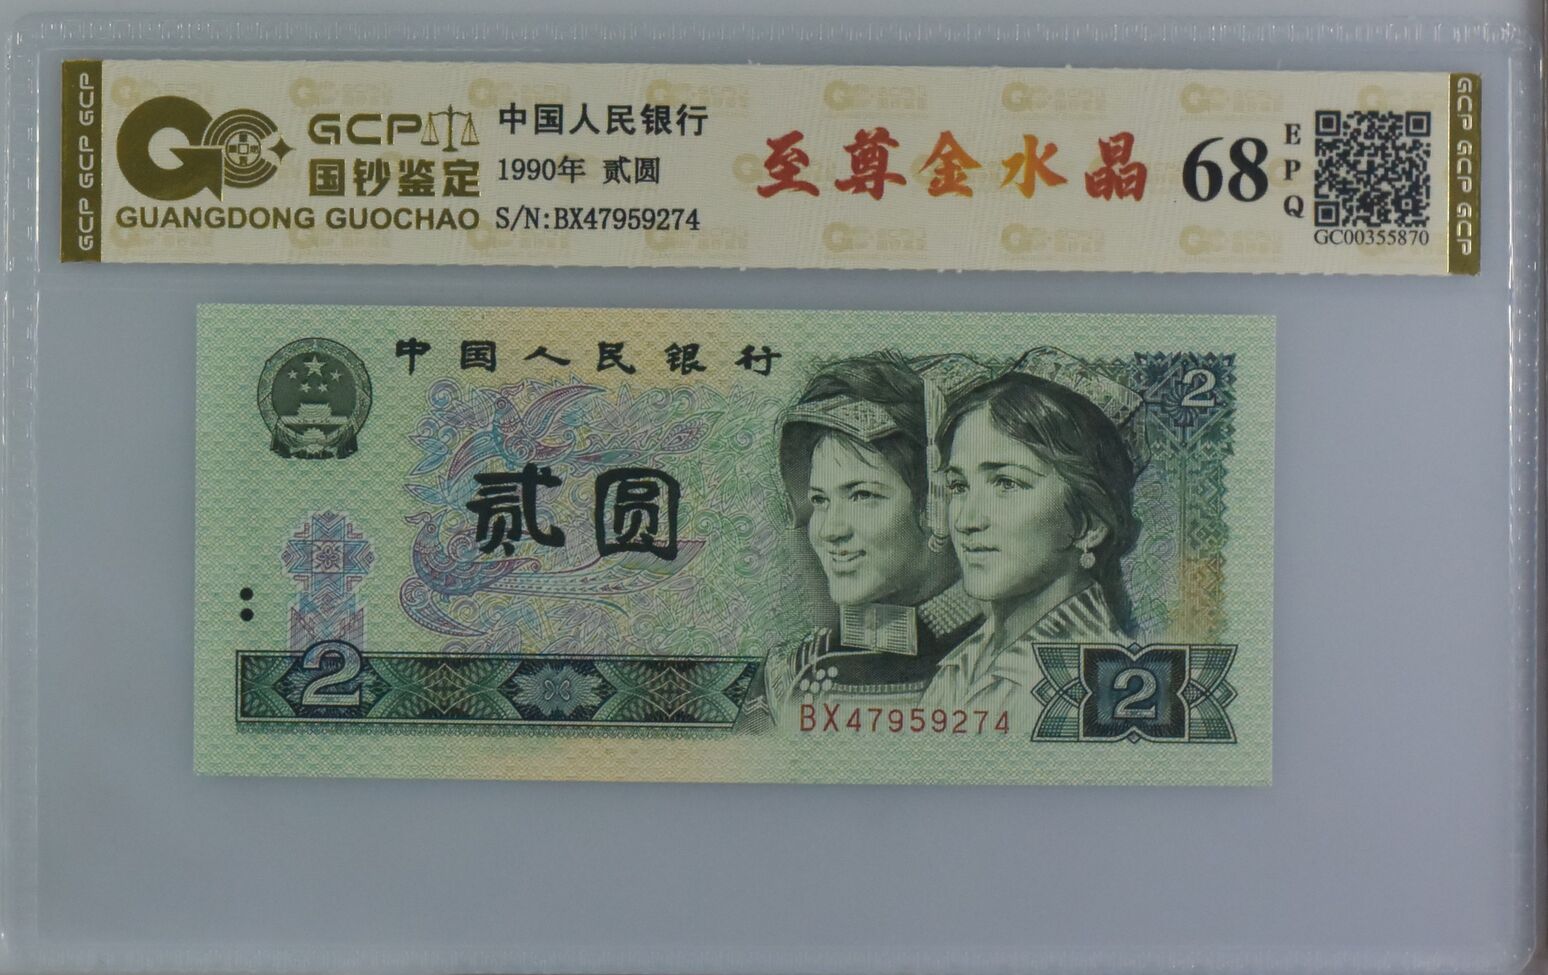 GCP GCP GCP
GCP
国钞鉴定
GUANGDONG GUOCHAO
中国人民银行
1990年 贰圆
S/N:BX47959274
至尊金水晶
68
EPQ
GC00355870
GCP GCP GCP
中国人民银行
2
贰圆
2
BX47959274
2